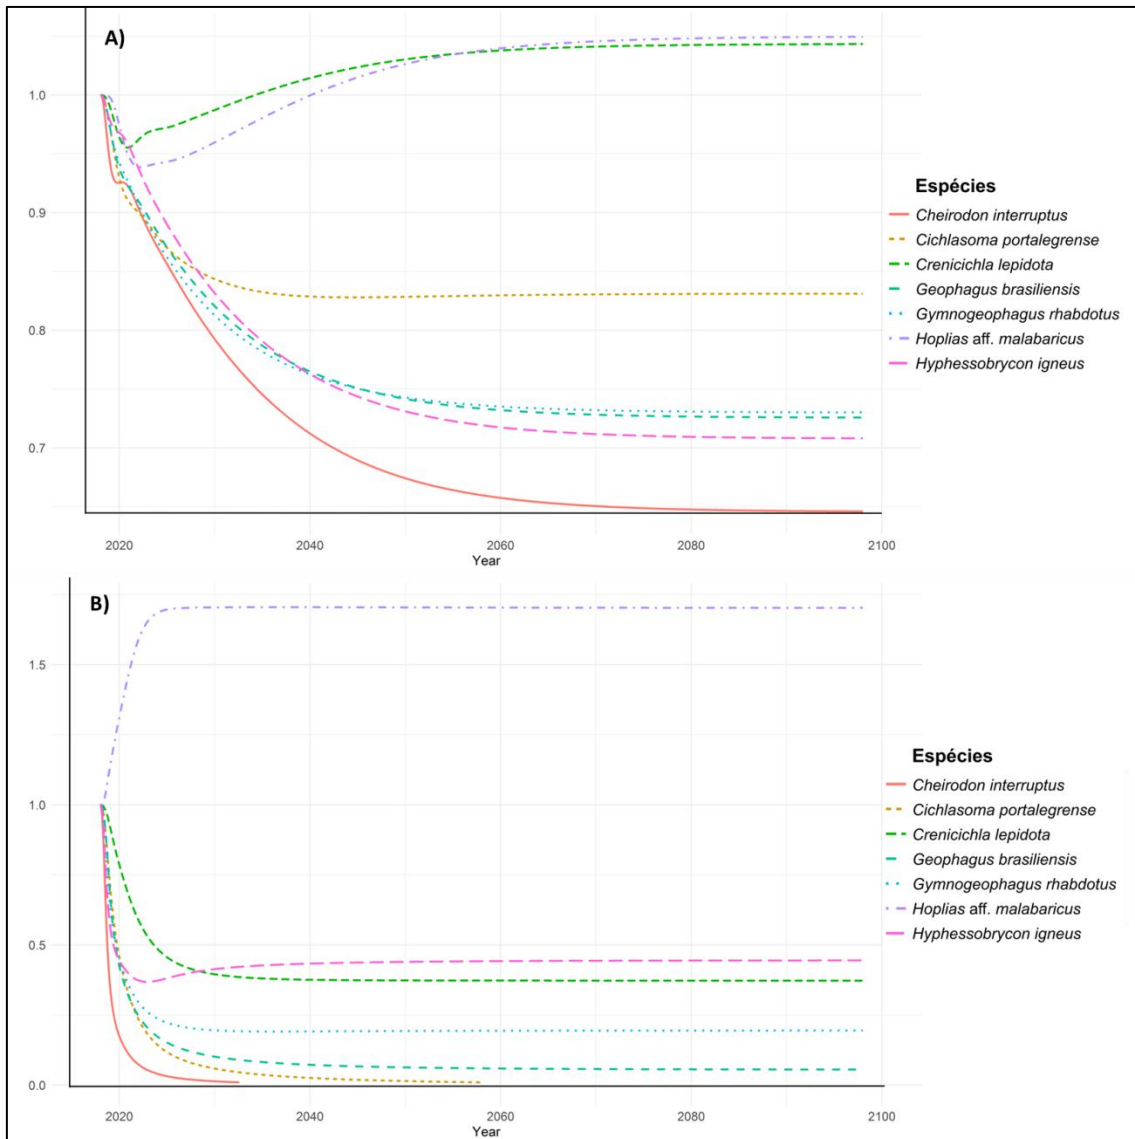 A)
1.0
0.9
0.8
0.7
2020 2040 2060 2080 2100
Year
Espécies
Cheirodon interruptus
Cichlasoma portalegrense
Crenicichla lepidota
Geophagus brasiliensis
Gymnogeophagus rhabdotus
Hoplias aff. malabaricus
Hyphessobrycon igneus
B)
1.5
1.0
0.5
0.0
2020 2040 2060 2080 2100
Year
Espécies
Cheirodon interruptus
Cichlasoma portalegrense
Crenicichla lepidota
Geophagus brasiliensis
Gymnogeophagus rhabdotus
Hoplias aff. malabaricus
Hyphessobrycon igneus